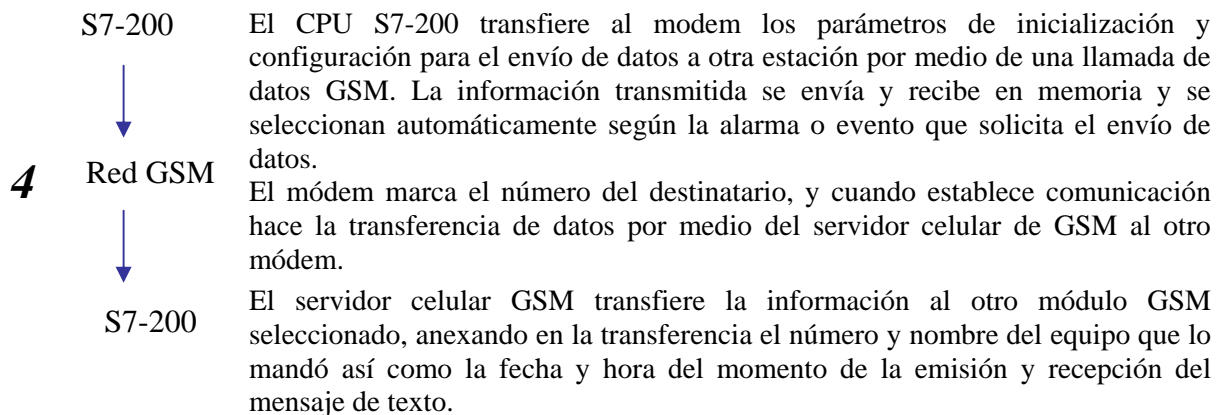 S7-200
El CPU S7-200 transfiere al modem los parámetros de inicialización y
configuración para el envío de datos a otra estación por medio de una llamada de
datos GSM. La información transmitida se envía y recibe en memoria y se
seleccionan automáticamente según la alarma o evento que solicita el envío de
datos.
4
Red GSM
El módem marca el número del destinatario, y cuando establece comunicación
hace la transferencia de datos por medio del servidor celular de GSM al otro
módem.
S7-200
El servidor celular GSM transfiere la información al otro módulo GSM
seleccionado, anexando en la transferencia el número y nombre del equipo que lo
mandó así como la fecha y hora del momento de la emisión y recepción del
mensaje de texto.